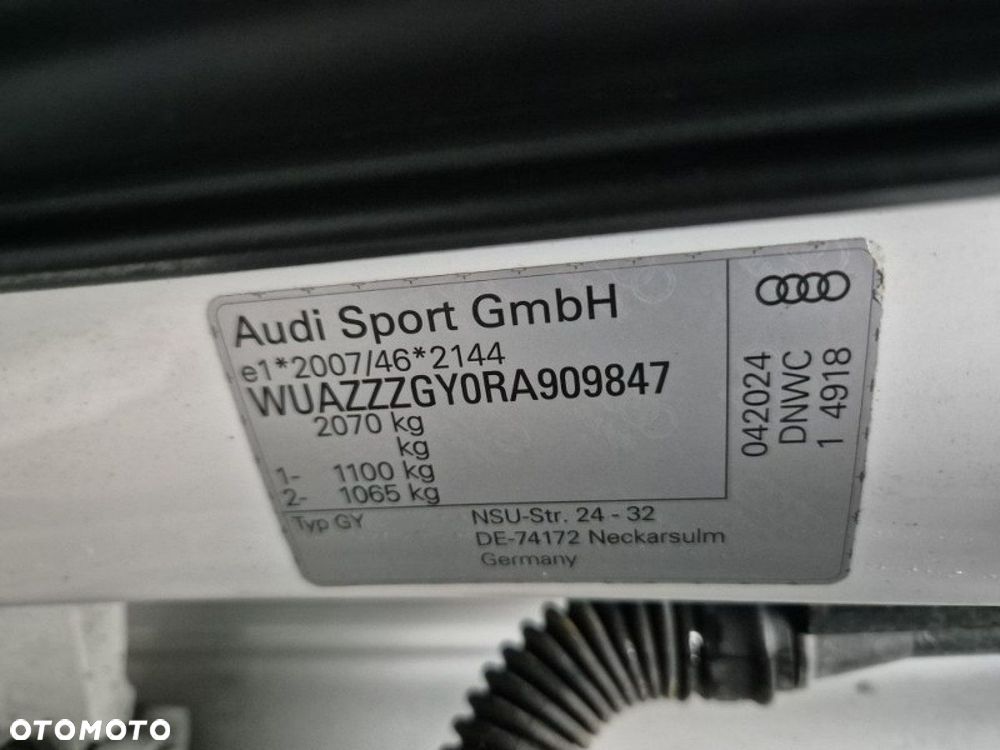 Audi Sport GmbH
e1*2007/46*2144
WUAZZZGY0RA909847
2070 kg
kg
1- 1100 kg
2- 1065 kg
Typ GY
NSU-Str. 24 - 32
DE-74172 Neckarsulm
Germany
042024
DNWC
1 4918
OTOMOTO